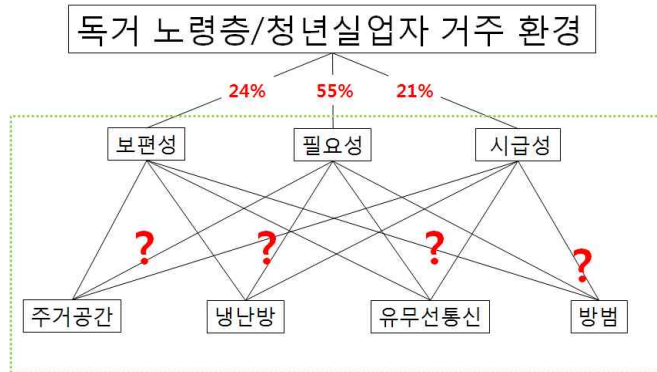 독거 노령층/청년실업자 거주 환경
24% 55% 21%
보편성 필요성 시급성
? ? ? ?
주거공간 냉난방 유무선통신 방범